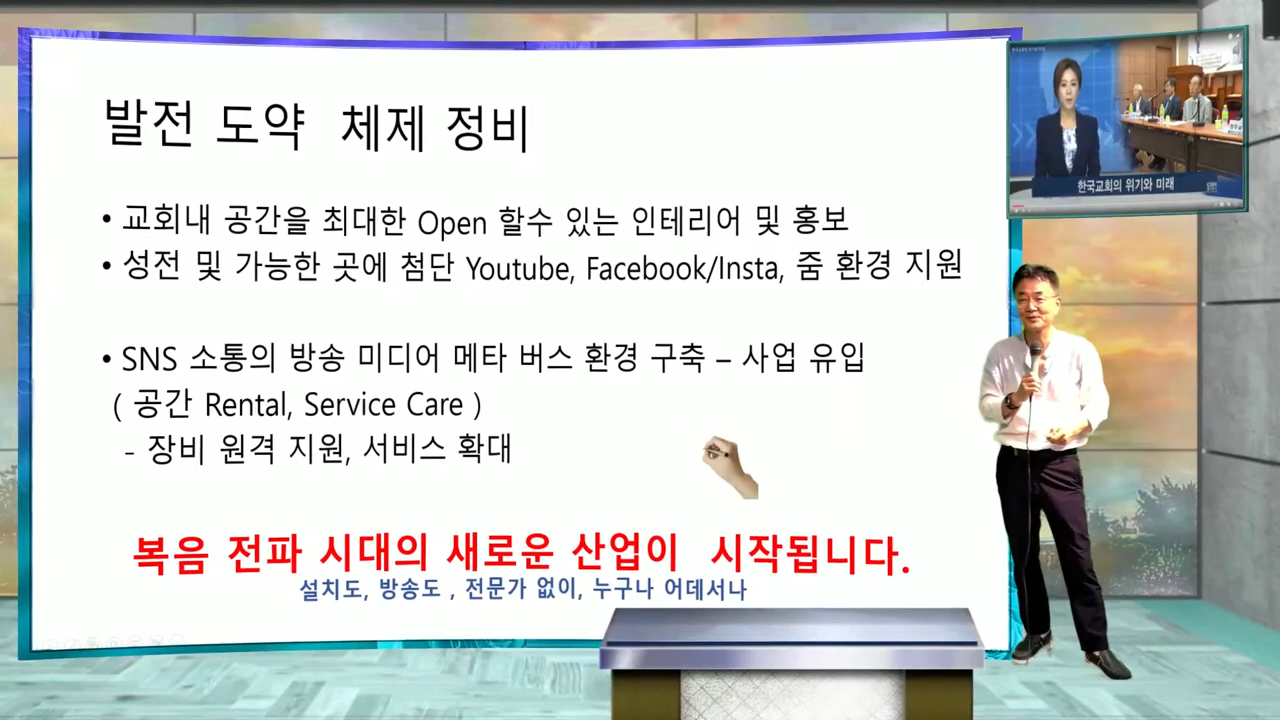 발전 도약 체제 정비
• 교회내 공간을 최대한 Open 할수 있는 인테리어 및 홍보
• 성전 및 가능한 곳에 첨단 Youtube, Facebook/Insta, 줌 환경 지원
• SNS 소통의 방송 미디어 메타 버스 환경 구축 – 사업 유입
( 공간 Rental, Service Care )
- 장비 원격 지원, 서비스 확대
복음 전파 시대의 새로운 산업이 시작됩니다.
설치도, 방송도 , 전문가 없이, 누구나 어데서나
한국교회의 위기와 미래